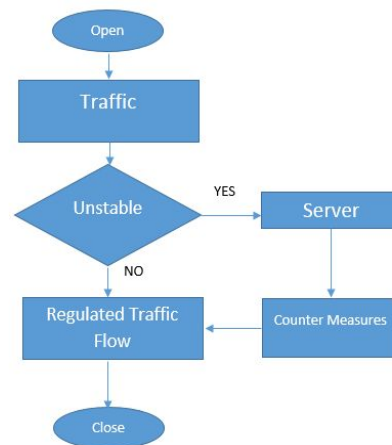 Open
Traffic
Unstable
YES
Server
NO
Regulated Traffic
Flow
Counter Measures
Close